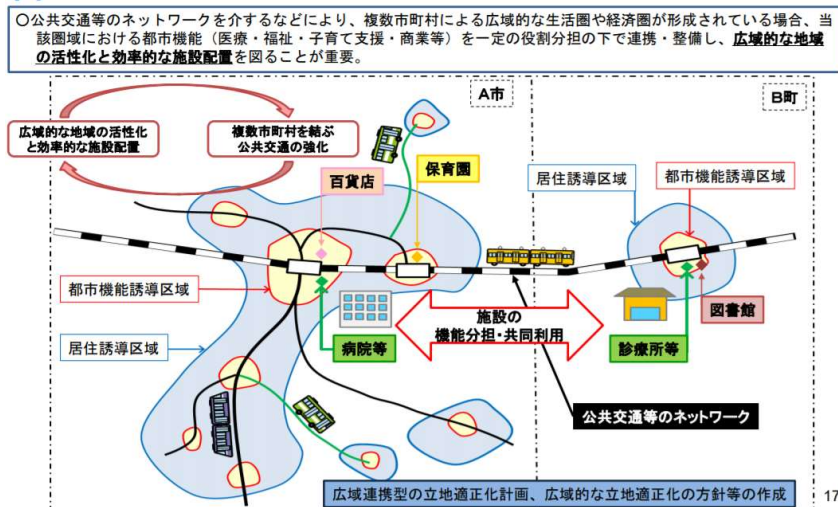 ○公共交通等のネットワークを介するなどにより、複数市町村による広域的な生活圏や経済圏が形成されている場合、当
該圏域における都市機能（医療・福祉・子育て支援・商業等）を一定の役割分担の下で連携・整備し、広域的な地域
の活性化と効率的な施設配置を図ることが重要。
A市
B町
広域的な地域の活性化
と効率的な施設配置
複数市町村を結ぶ
公共交通の強化
百貨店
保育園
居住誘導区域
都市機能誘導区域
都市機能誘導区域
居住誘導区域
病院等
施設の
機能分担・共同利用
診療所等
図書館
公共交通等のネットワーク
広域連携型の立地適正化計画、広域的な立地適正化の方針等の作成
17